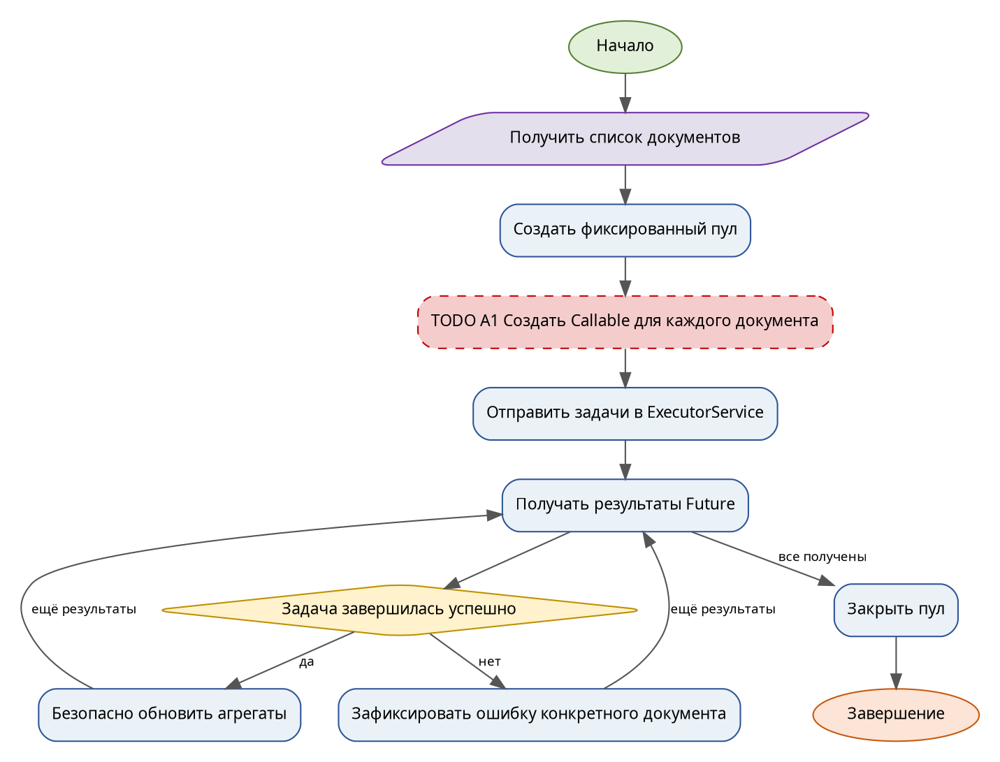 Начало
Получить список документов
Создать фиксированный пул
TODO A1 Создать Callable для каждого документа
Отправить задачи в ExecutorService
Получать результаты Future
все получены
Задача завершилась успешно
ещё результаты
ещё результаты
Закрыть пул
да
нет
Безопасно обновить агрегаты
Зафиксировать ошибку конкретного документа
Завершение